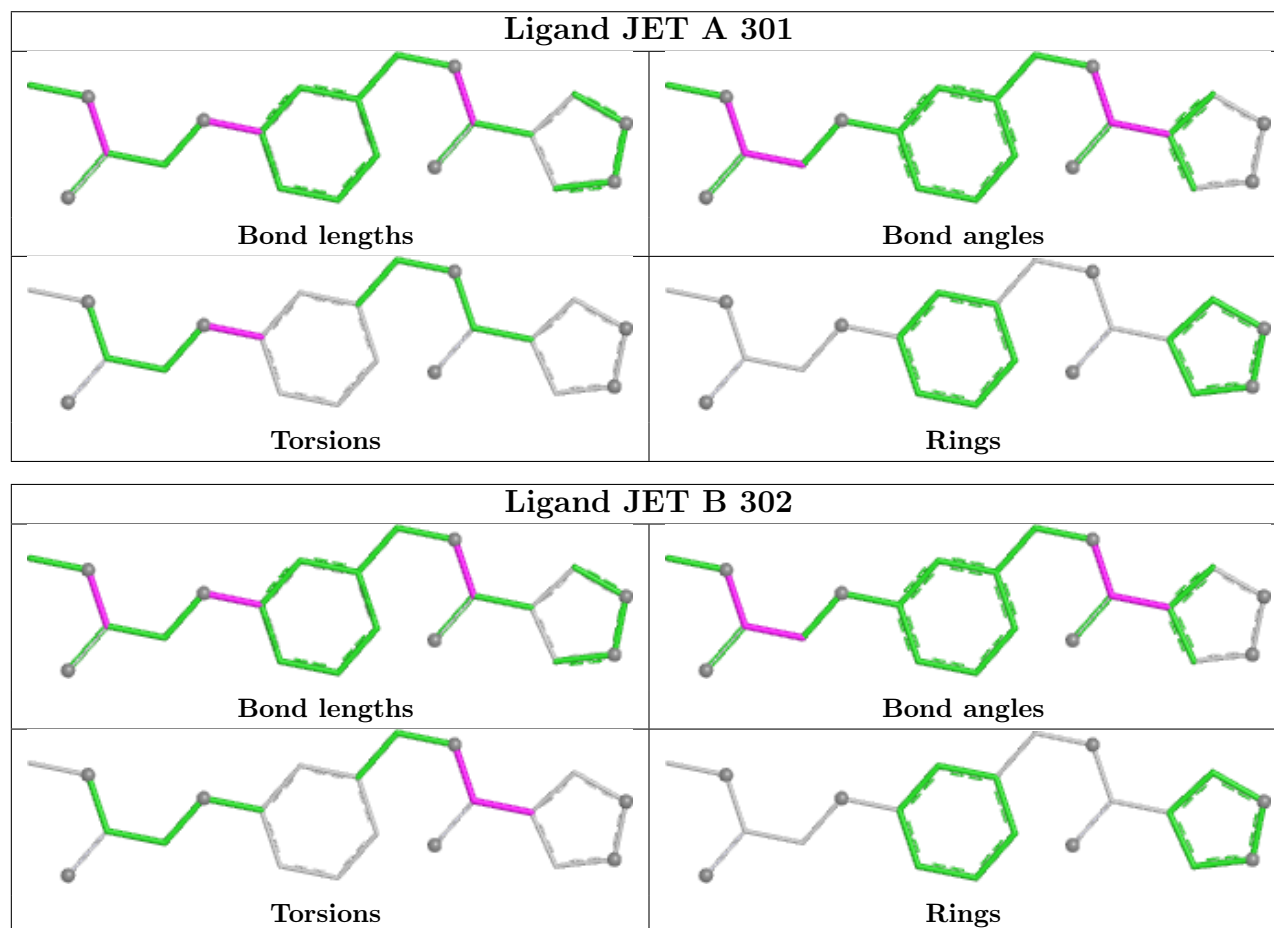 Ligand JET A 301
Bond lengths
Bond angles
Torsions
Rings
Ligand JET B 302
Bond lengths
Bond angles
Torsions
Rings